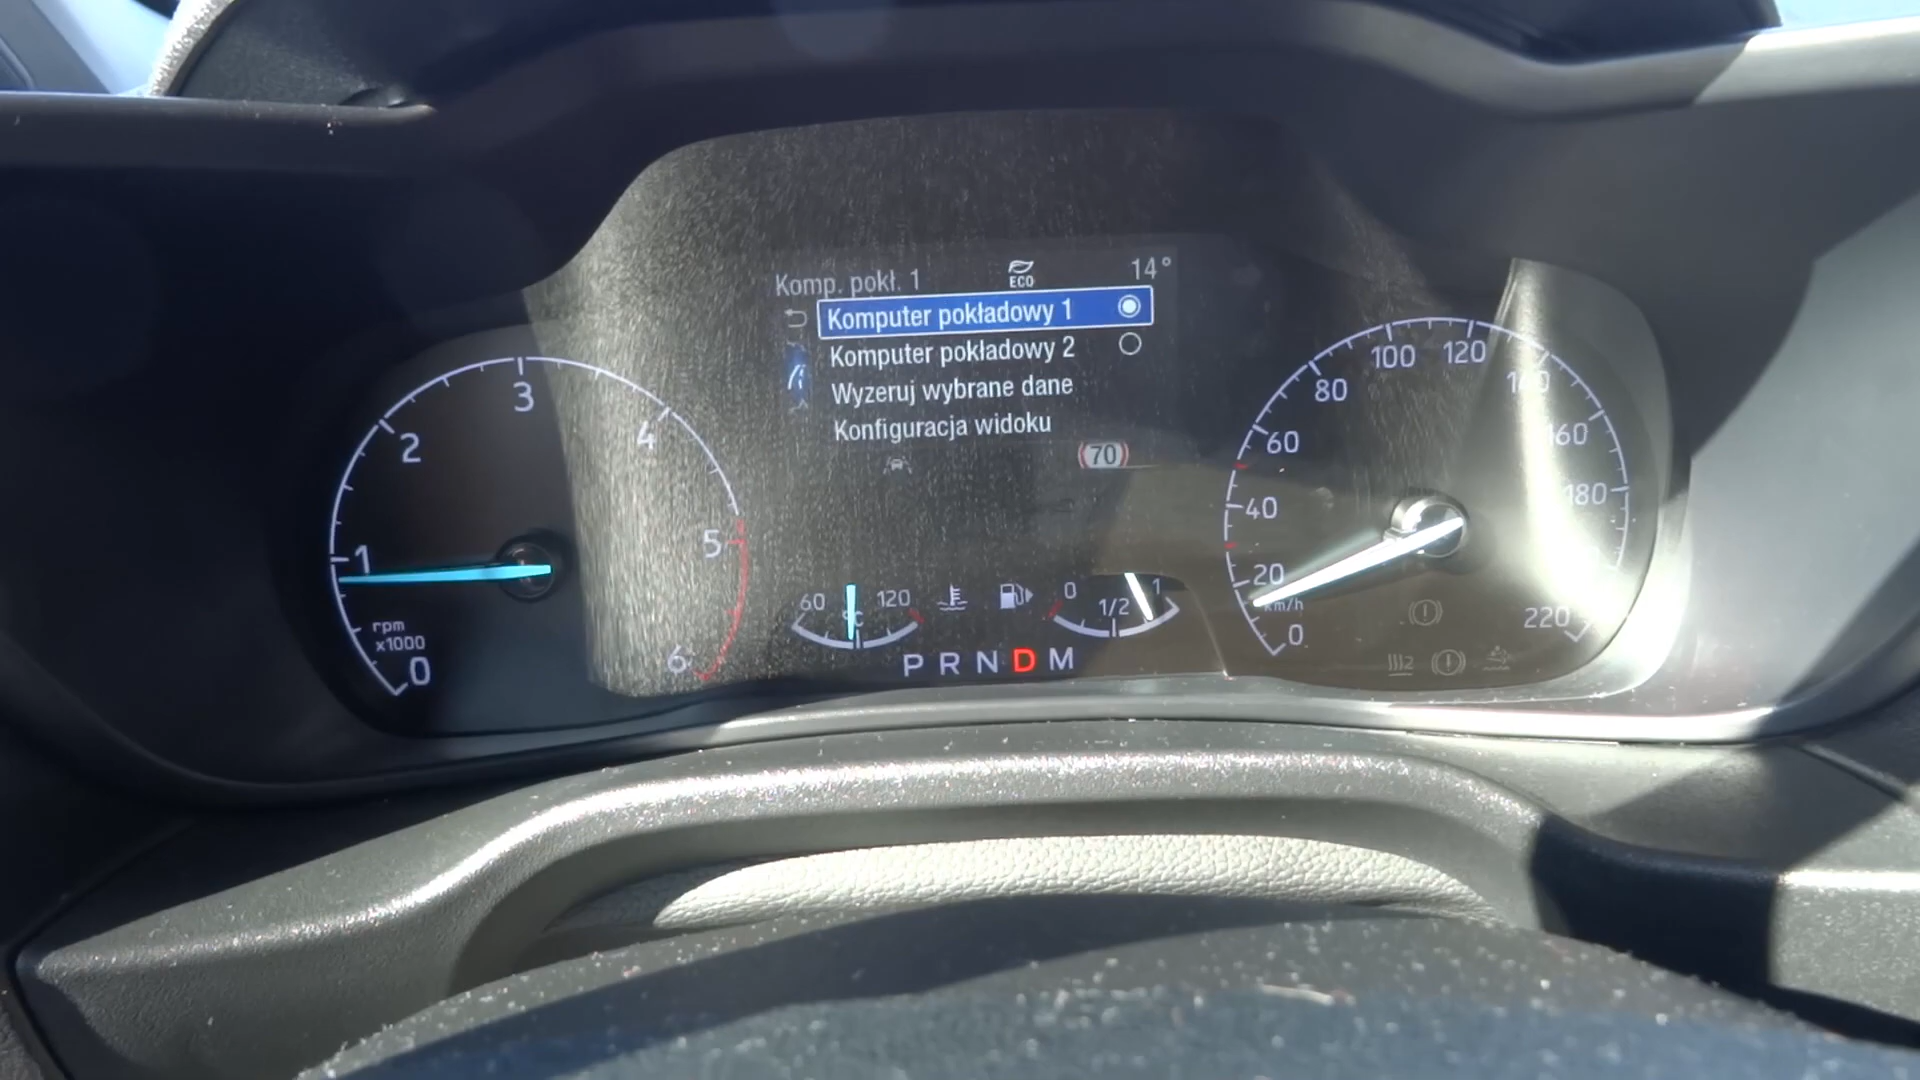 Komp. pokł. 1 ECO 14°
Komputer pokładowy 1
Komputer pokładowy 2
Wyzeruj wybrane dane
Konfiguracja widoku
70
0 1 2 3 4 5 6
rpm
x1000
60 °C 120
0 1/2 1
P R N D M
0 20 40 60 80 100 120 140 160 180 220
km/h